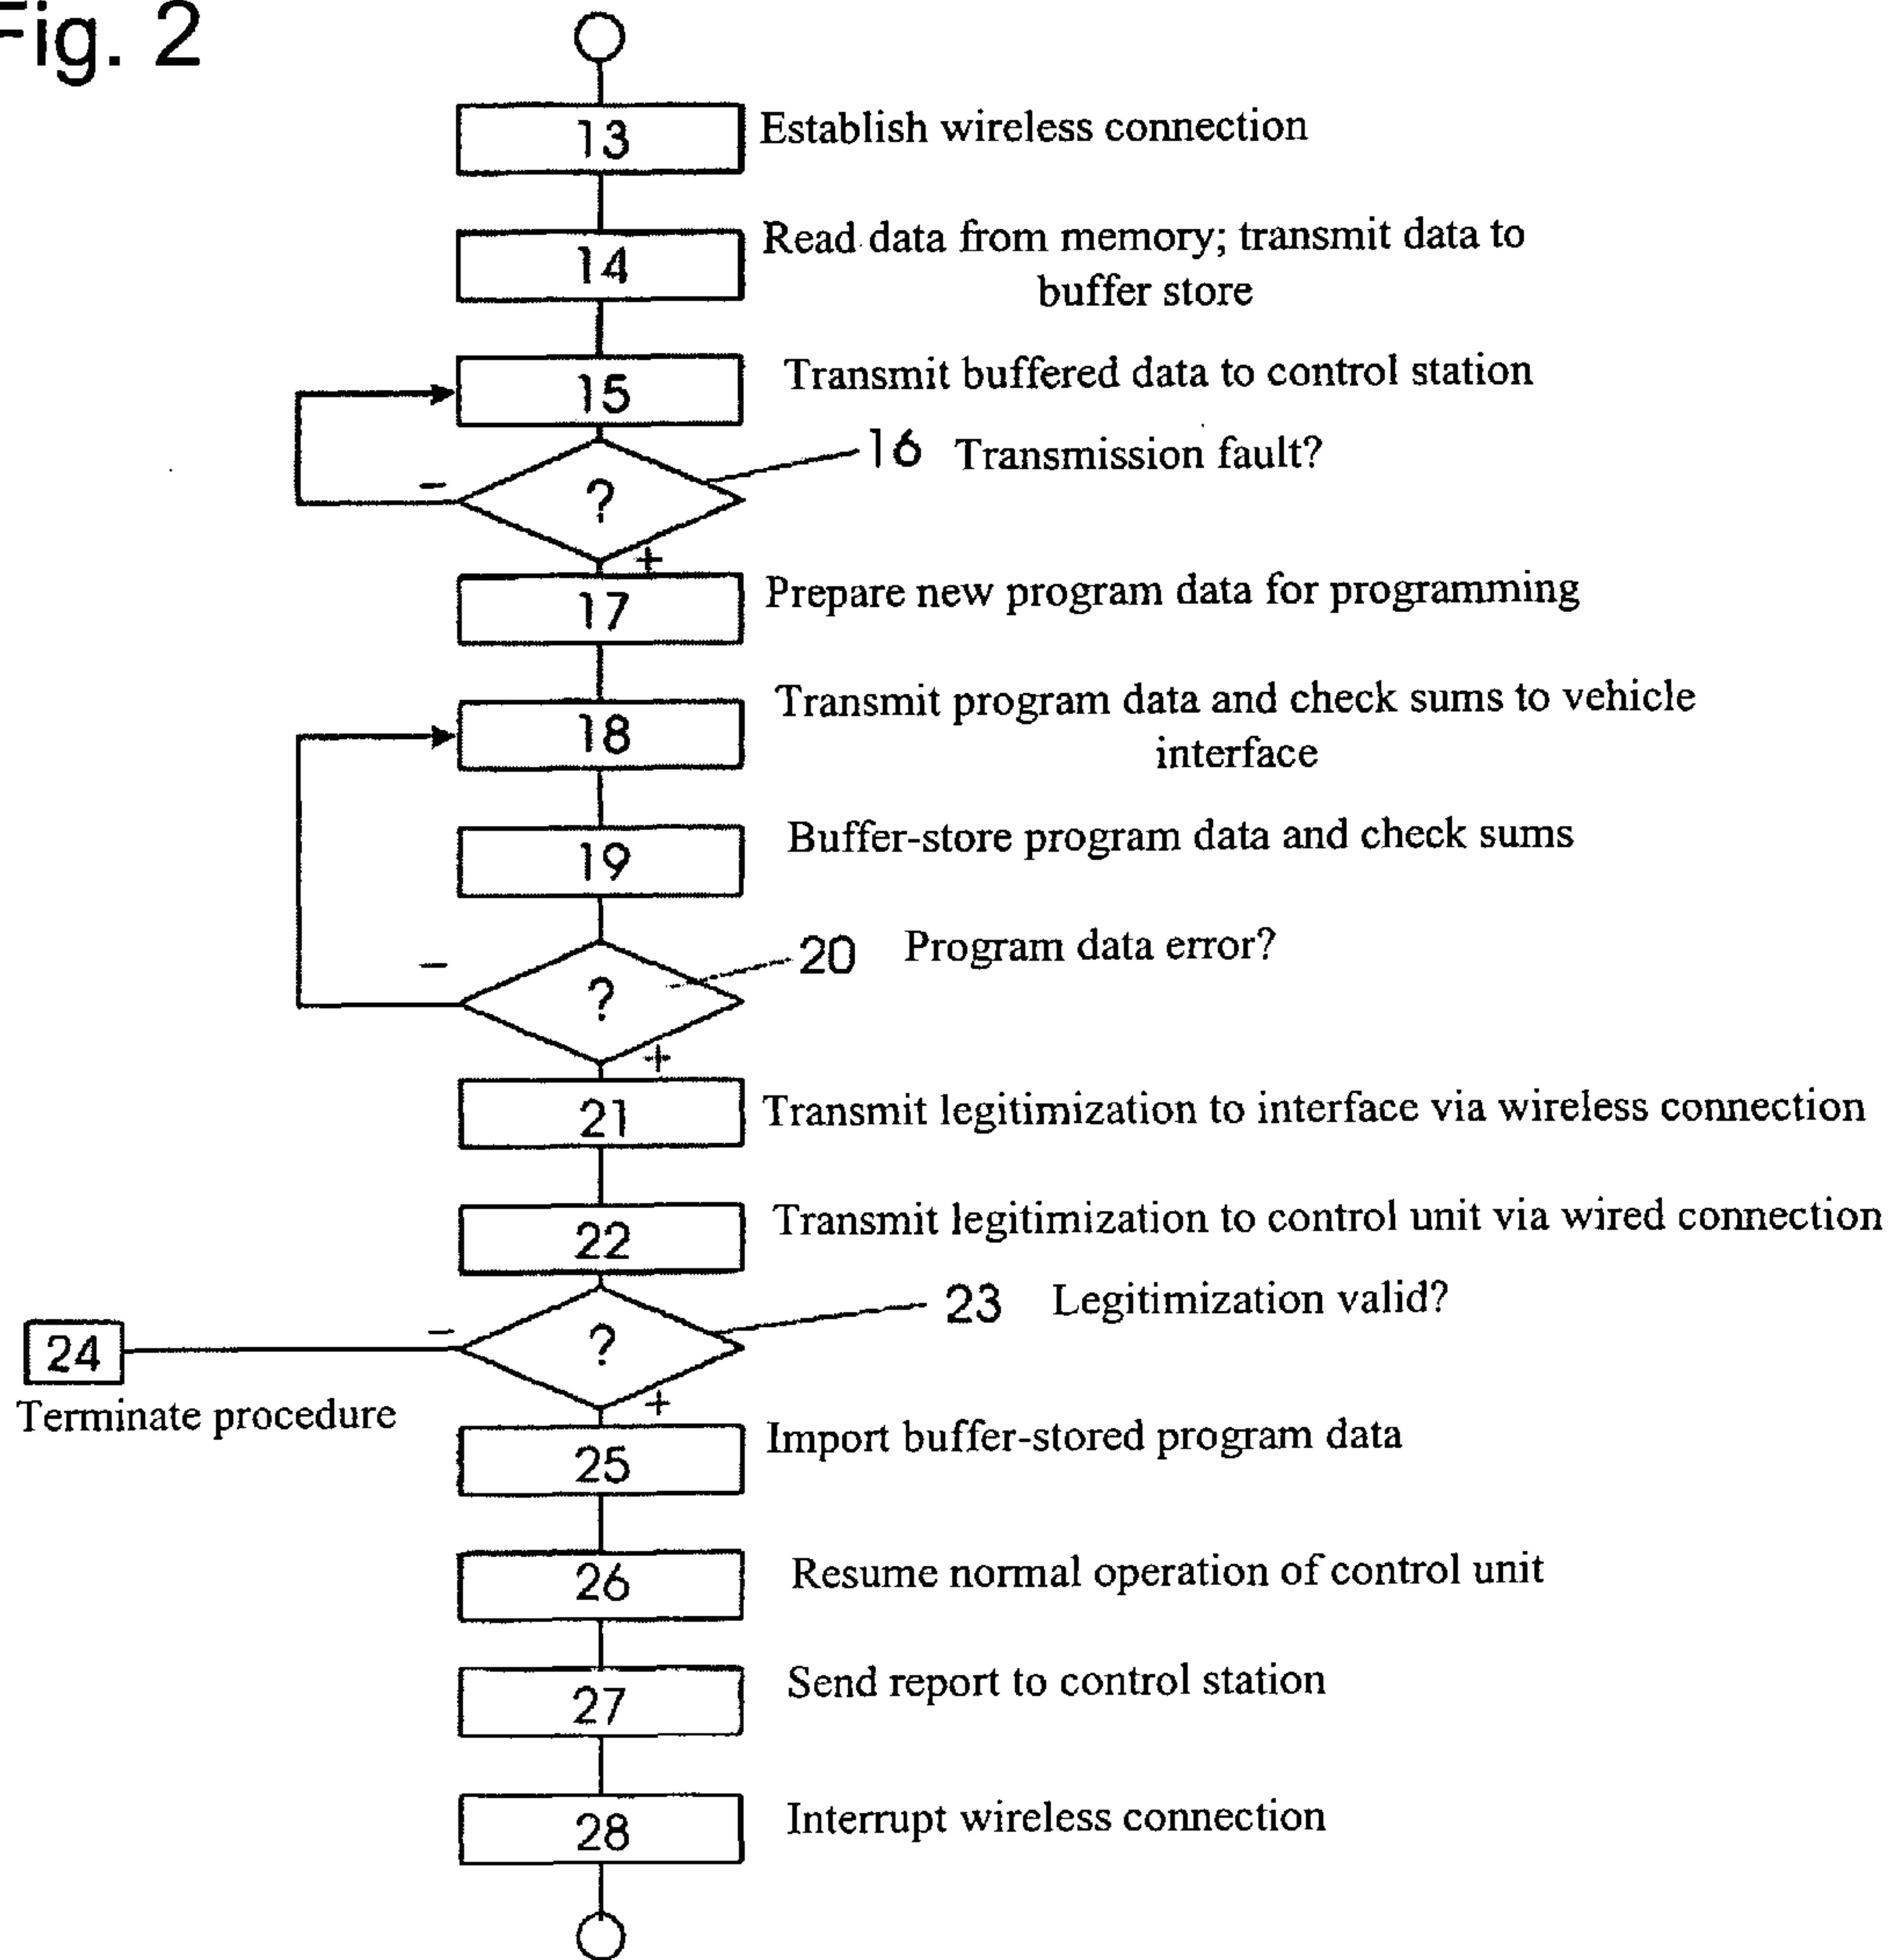 Fig. 2
13 Establish wireless connection
14 Read data from memory; transmit data to
buffer store
15 Transmit buffered data to control station
16 Transmission fault?
?
−
+
17 Prepare new program data for programming
18 Transmit program data and check sums to vehicle
interface
19 Buffer-store program data and check sums
20 Program data error?
−
?
+
21 Transmit legitimization to interface via wireless connection
22 Transmit legitimization to control unit via wired connection
23 Legitimization valid?
−
?
24
+
Terminate procedure
25 Import buffer-stored program data
26 Resume normal operation of control unit
27 Send report to control station
28 Interrupt wireless connection